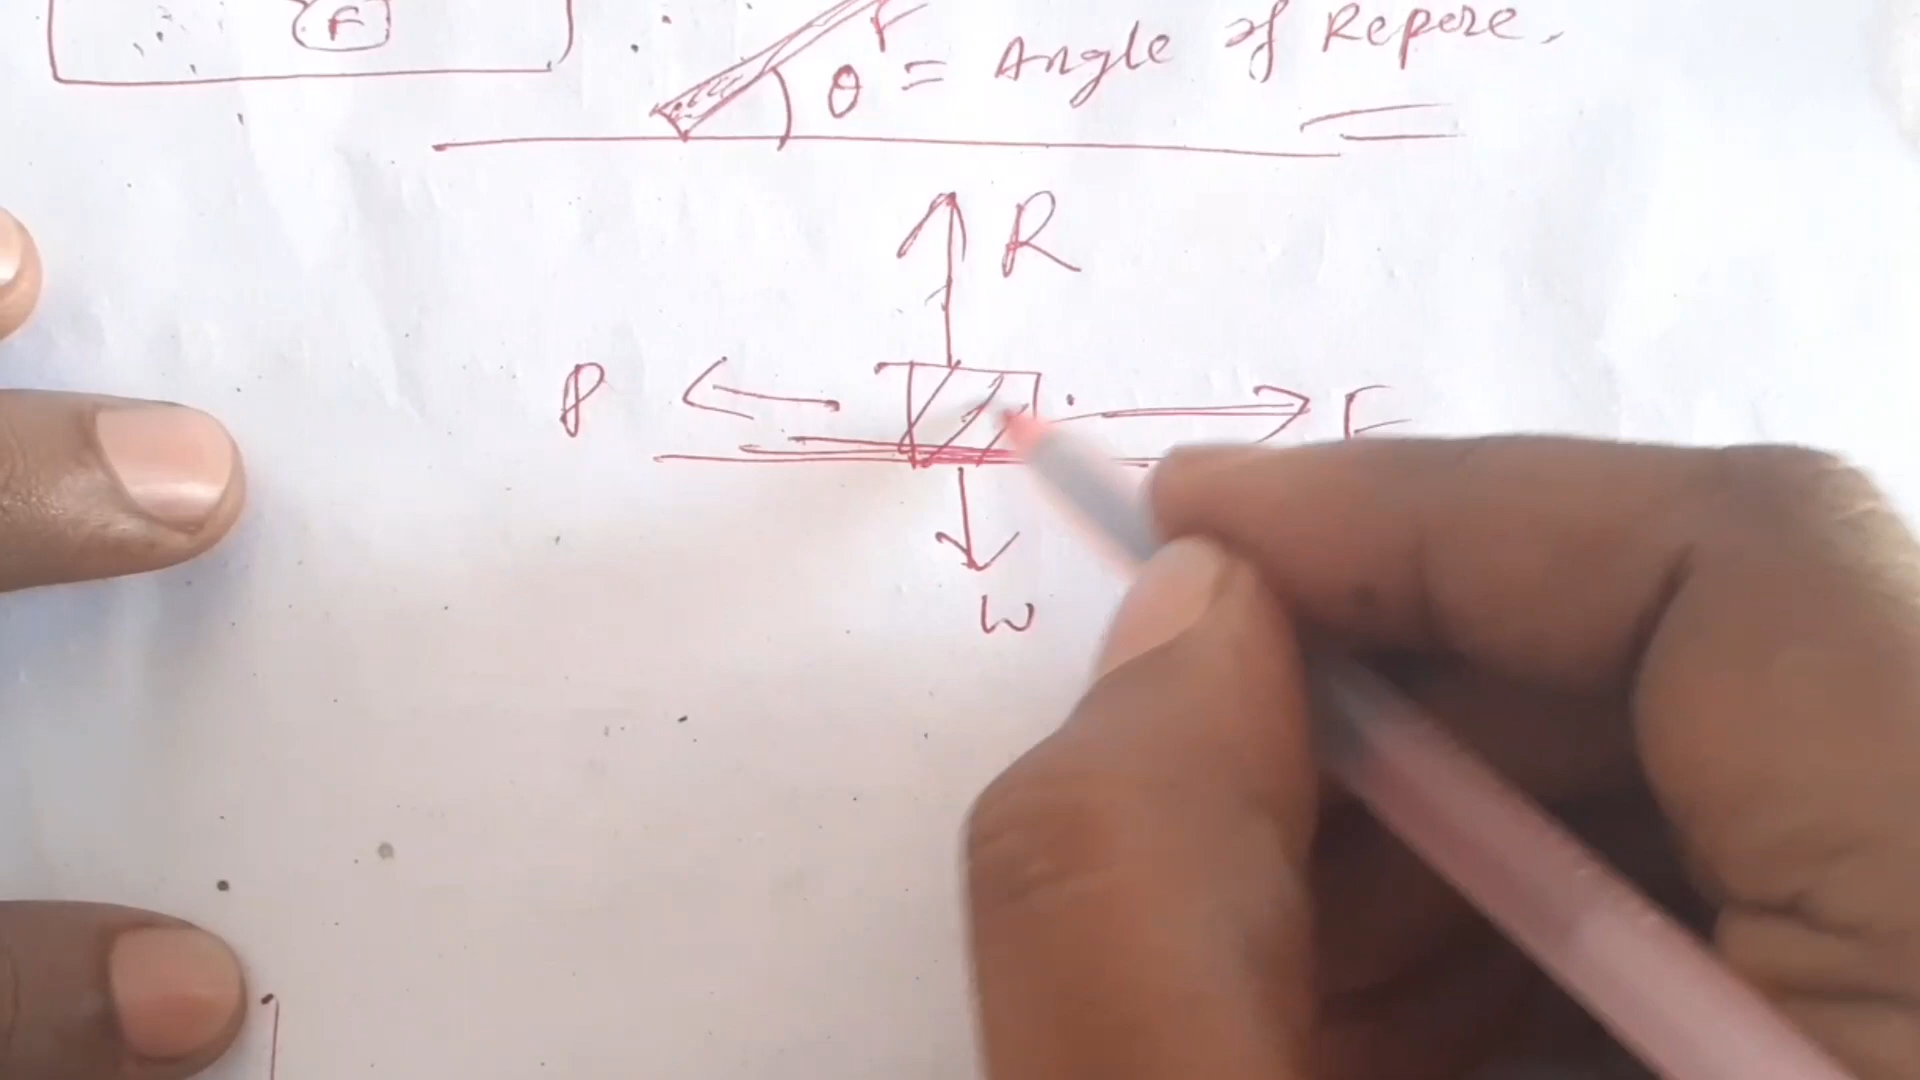 F
θ = Angle of Repose.
R
P F
W